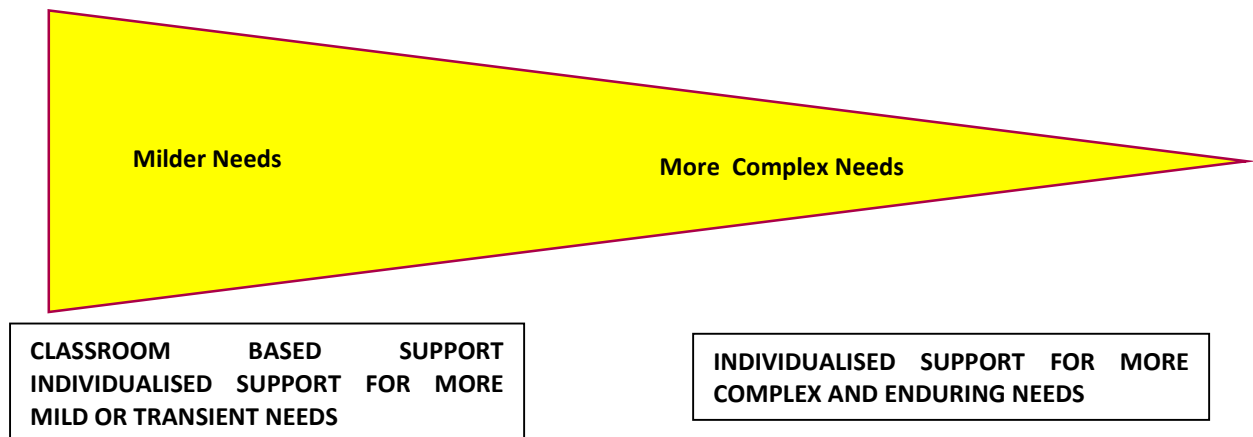 Milder Needs
More Complex Needs
CLASSROOM BASED SUPPORT
INDIVIDUALISED SUPPORT FOR MORE
MILD OR TRANSIENT NEEDS
INDIVIDUALISED SUPPORT FOR MORE
COMPLEX AND ENDURING NEEDS